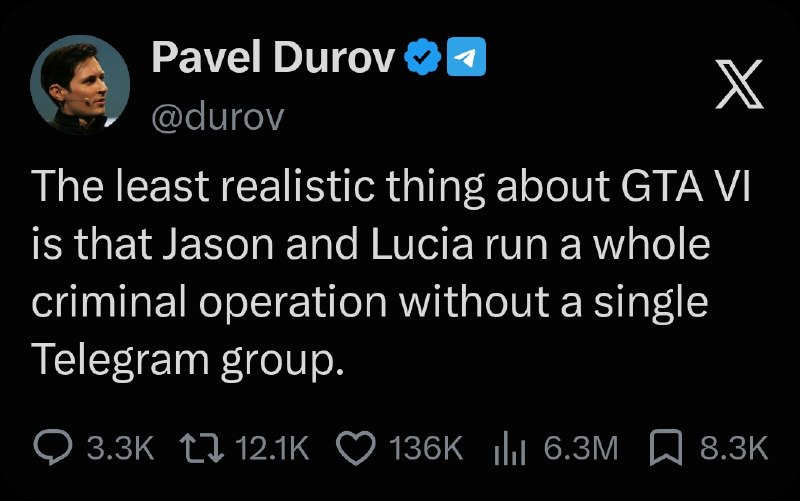 Pavel Durov
@durov
The least realistic thing about GTA VI
is that Jason and Lucia run a whole
criminal operation without a single
Telegram group.
3.3K 12.1K 136K 6.3M 8.3K